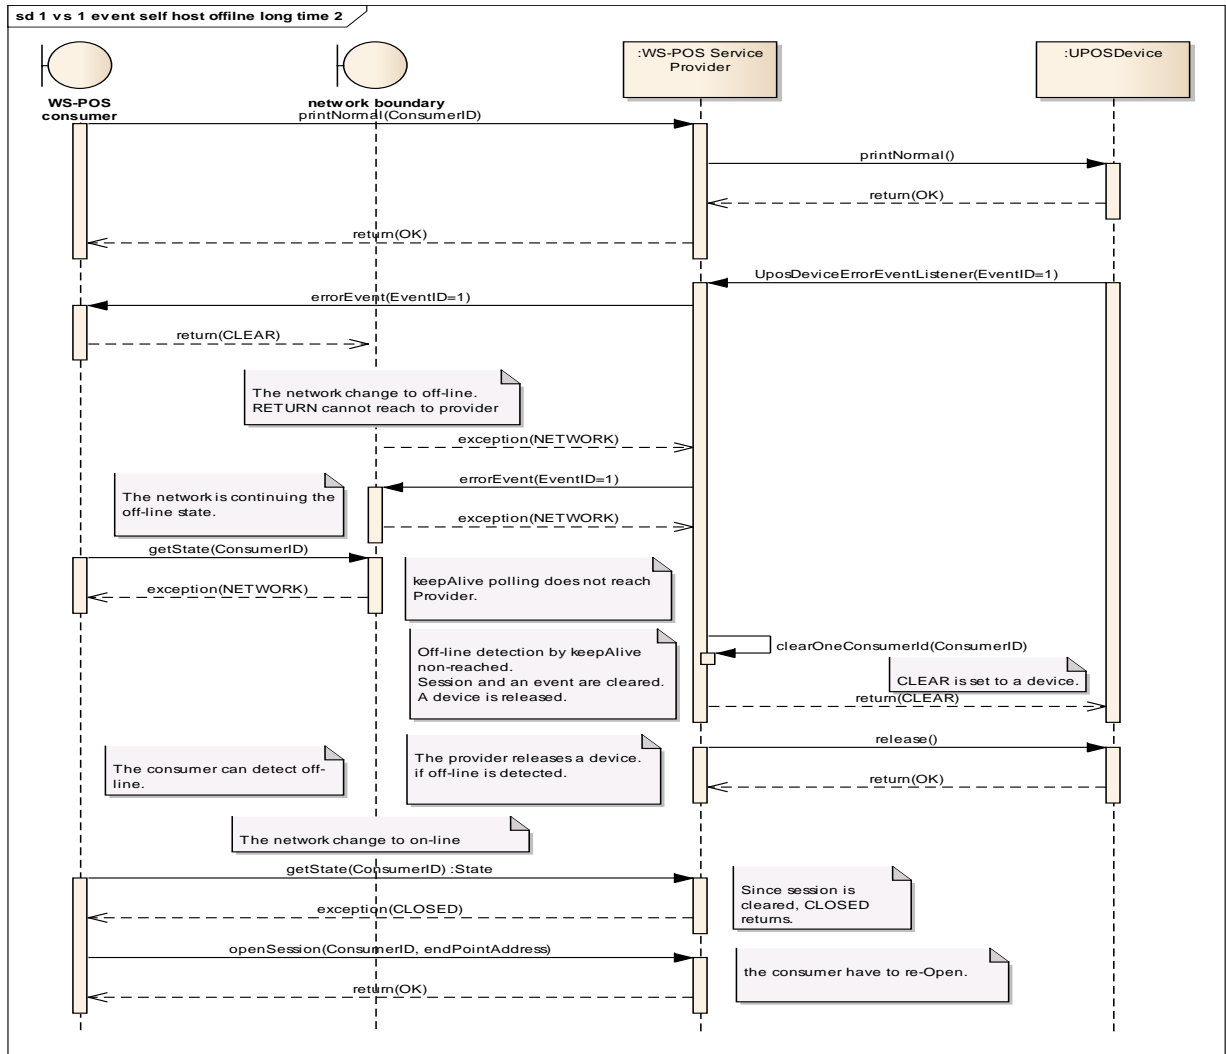 sd 1 vs 1 event self host offilne long time 2
:WS-POS Service
Provider
:UPOSDevice
WS-POS
consumer
network boundary
printNormal(ConsumerID)
printNormal()
return(OK)
return(OK)
UposDeviceErrorEventListener(EventID=1)
errorEvent(EventID=1)
return(CLEAR)
The network change to off-line.
RETURN cannot reach to provider
exception(NETWORK)
errorEvent(EventID=1)
The network is continuing the
off-line state.
exception(NETWORK)
getState(ConsumerID)
exception(NETWORK)
keepAlive polling does not reach
Provider.
clearOneConsumerId(ConsumerID)
Off-line detection by keepAlive
non-reached.
Session and an event are cleared.
A device is released.
CLEAR is set to a device.
return(CLEAR)
release()
The provider releases a device.
if off-line is detected.
The consumer can detect off-
line.
return(OK)
The network change to on-line
getState(ConsumerID) :State
Since session is
cleared, CLOSED
returns.
exception(CLOSED)
openSession(ConsumerID, endPointAddress)
the consumer have to re-Open.
return(OK)